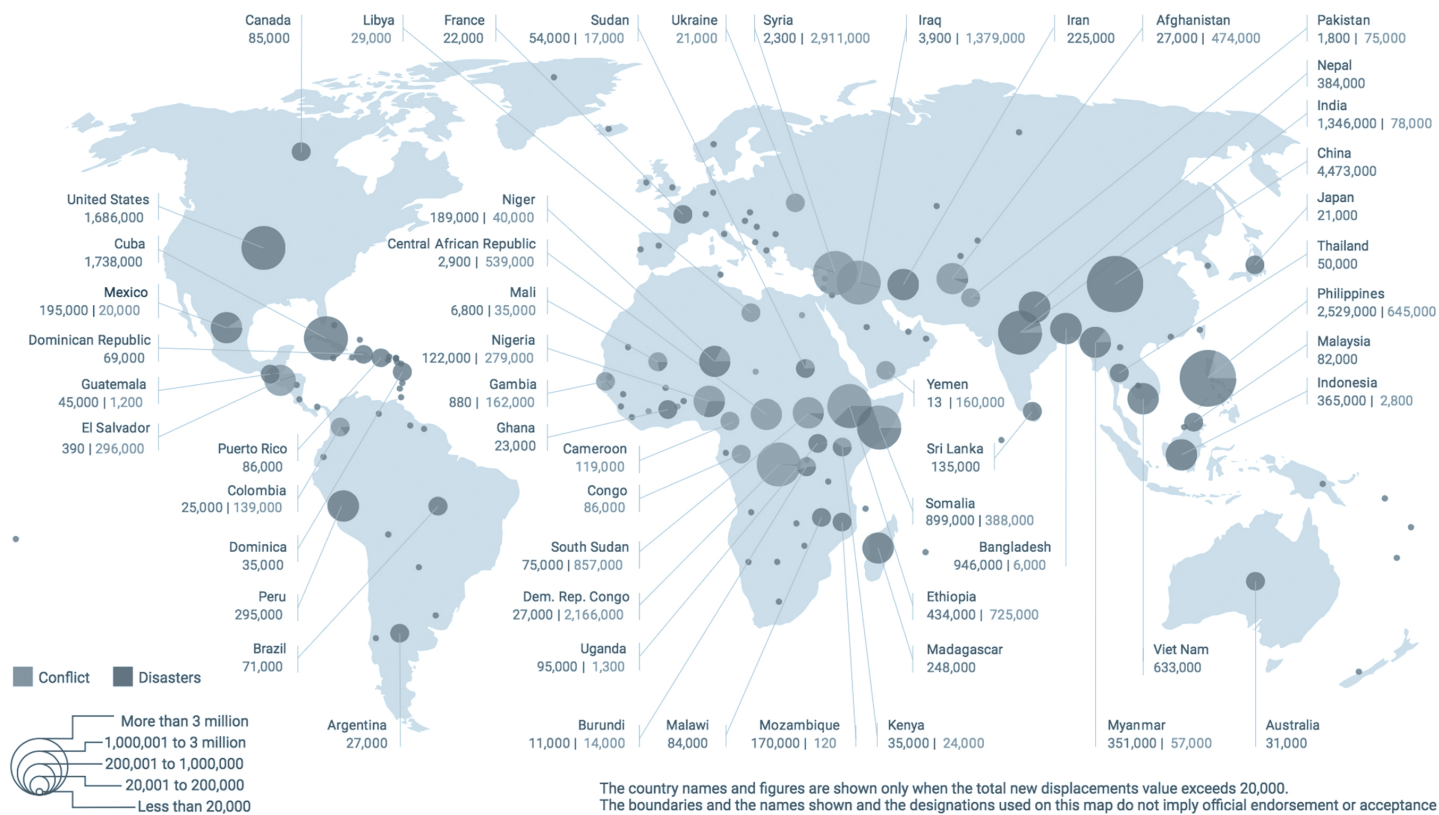 Canada
85,000
Libya
29,000
France
22,000
Sudan
54,000 | 17,000
Ukraine
21,000
Syria
2,300 | 2,911,000
Iraq
3,900 | 1,379,000
Iran
225,000
Afghanistan
27,000 | 474,000
Pakistan
1,800 | 75,000
Nepal
384,000
India
1,346,000 | 78,000
China
4,473,000
Japan
21,000
Thailand
50,000
Philippines
2,529,000 | 645,000
Malaysia
82,000
Indonesia
365,000 | 2,800
United States
1,686,000
Cuba
1,738,000
Mexico
195,000 | 20,000
Dominican Republic
69,000
Guatemala
45,000 | 1,200
El Salvador
390 | 296,000
Puerto Rico
86,000
Colombia
25,000 | 139,000
Dominica
35,000
Peru
295,000
Brazil
71,000
Argentina
27,000
Niger
189,000 | 40,000
Central African Republic
2,900 | 539,000
Mali
6,800 | 35,000
Nigeria
122,000 | 279,000
Gambia
880 | 162,000
Ghana
23,000
Cameroon
119,000
Congo
86,000
South Sudan
75,000 | 857,000
Dem. Rep. Congo
27,000 | 2,166,000
Uganda
95,000 | 1,300
Burundi
11,000 | 14,000
Malawi
84,000
Mozambique
170,000 | 120
Kenya
35,000 | 24,000
Yemen
13 | 160,000
Sri Lanka
135,000
Somalia
899,000 | 388,000
Bangladesh
946,000 | 6,000
Ethiopia
434,000 | 725,000
Madagascar
248,000
Viet Nam
633,000
Myanmar
351,000 | 57,000
Australia
31,000
Conflict
Disasters
More than 3 million
1,000,001 to 3 million
200,001 to 1,000,000
20,001 to 200,000
Less than 20,000
The country names and figures are shown only when the total new displacements value exceeds 20,000.
The boundaries and the names shown and the designations used on this map do not imply official endorsement or acceptance